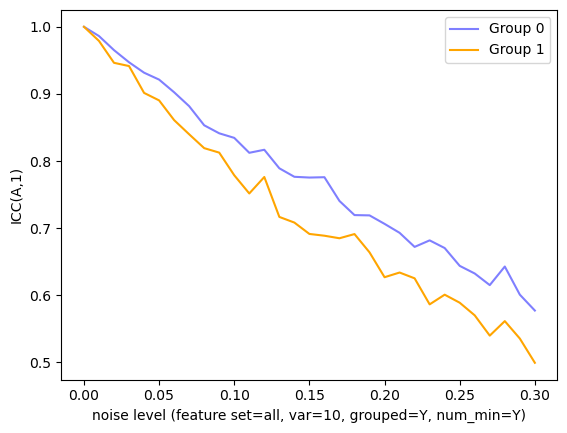 Group 0
Group 1
1.0
0.9
0.8
0.7
0.6
0.5
ICC(A,1)
0.00 0.05 0.10 0.15 0.20 0.25 0.30
noise level (feature set=all, var=10, grouped=Y, num_min=Y)